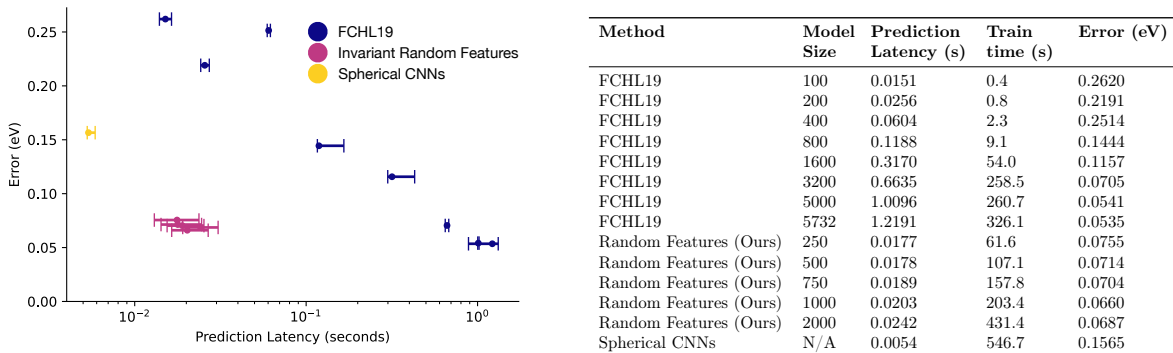 0.25
0.20
0.15
0.10
0.05
0.00
Error (eV)
10⁻²
10⁻¹
10⁰
Prediction Latency (seconds)
FCHL19
Invariant Random Features
Spherical CNNs
Method Model Size Prediction Latency (s) Train time (s) Error (eV)
FCHL19 100 0.0151 0.4 0.2620
FCHL19 200 0.0256 0.8 0.2191
FCHL19 400 0.0604 2.3 0.2514
FCHL19 800 0.1188 9.1 0.1444
FCHL19 1600 0.3170 54.0 0.1157
FCHL19 3200 0.6635 258.5 0.0705
FCHL19 5000 1.0096 260.7 0.0541
FCHL19 5732 1.2191 326.1 0.0535
Random Features (Ours) 250 0.0177 61.6 0.0755
Random Features (Ours) 500 0.0178 107.1 0.0714
Random Features (Ours) 750 0.0189 157.8 0.0704
Random Features (Ours) 1000 0.0203 203.4 0.0660
Random Features (Ours) 2000 0.0242 431.4 0.0687
Spherical CNNs N/A 0.0054 546.7 0.1565